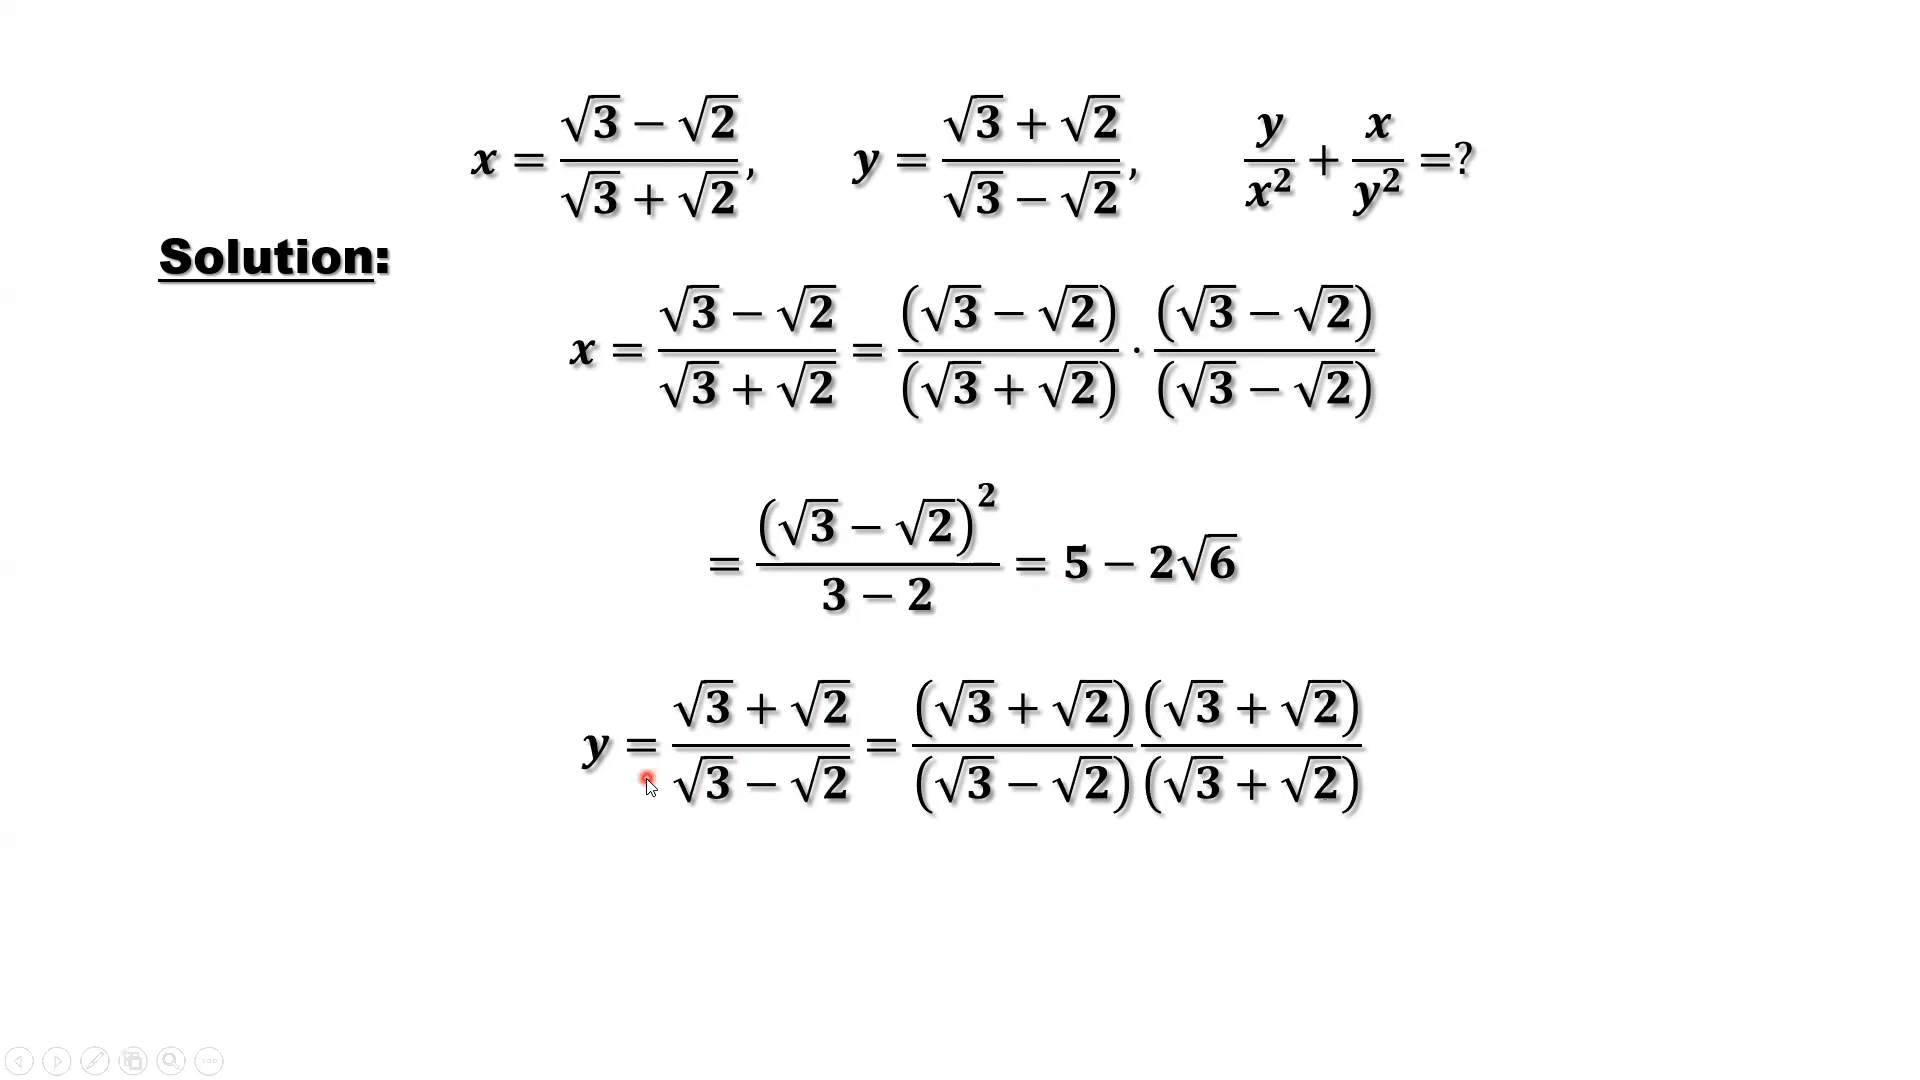 x = (√3 − √2)/(√3 + √2), y = (√3 + √2)/(√3 − √2), y/x² + x/y² =?
Solution:
x = (√3 − √2)/(√3 + √2) = (√3 − √2)/(√3 + √2) · (√3 − √2)/(√3 − √2)
= (√3 − √2)²/(3 − 2) = 5 − 2√6
y = (√3 + √2)/(√3 − √2) = (√3 + √2)/(√3 − √2) (√3 + √2)/(√3 + √2)